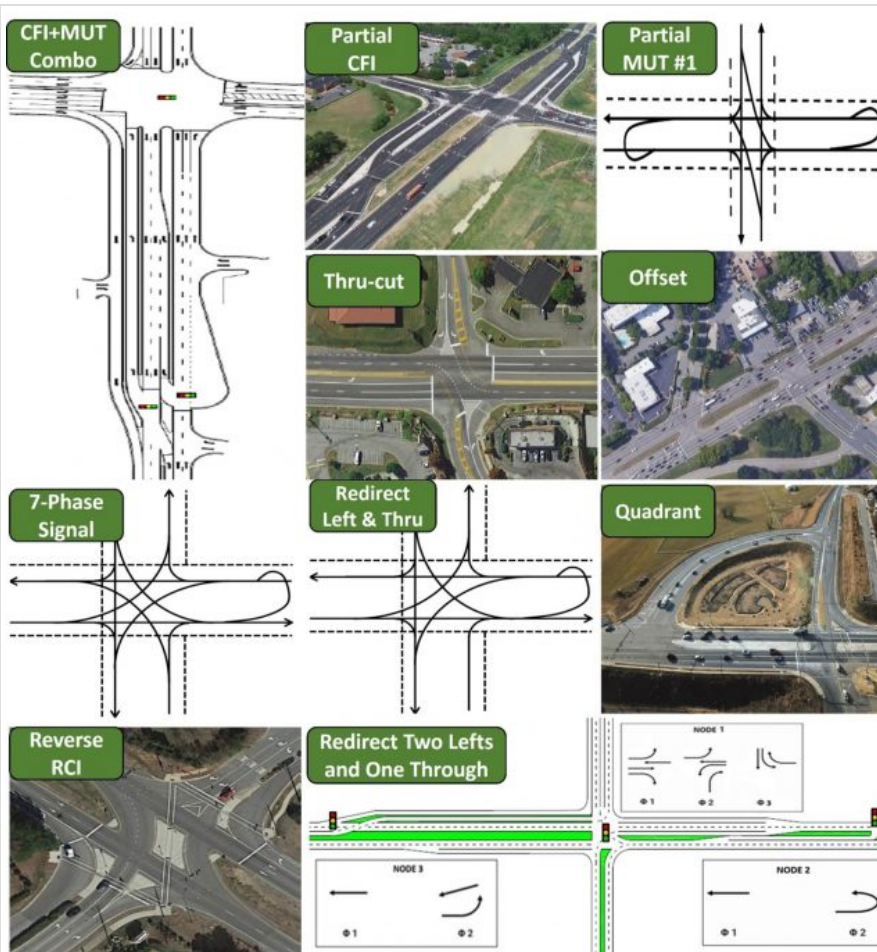 CFI+MUT
Combo
Partial
CFI
Partial
MUT #1
Thru-cut
Offset
7-Phase
Signal
Redirect
Left & Thru
Quadrant
Reverse
RCI
Redirect Two Lefts
and One Through
NODE 1
Φ1 Φ2 Φ3
NODE 3
Φ1 Φ2
NODE 2
Φ1 Φ2